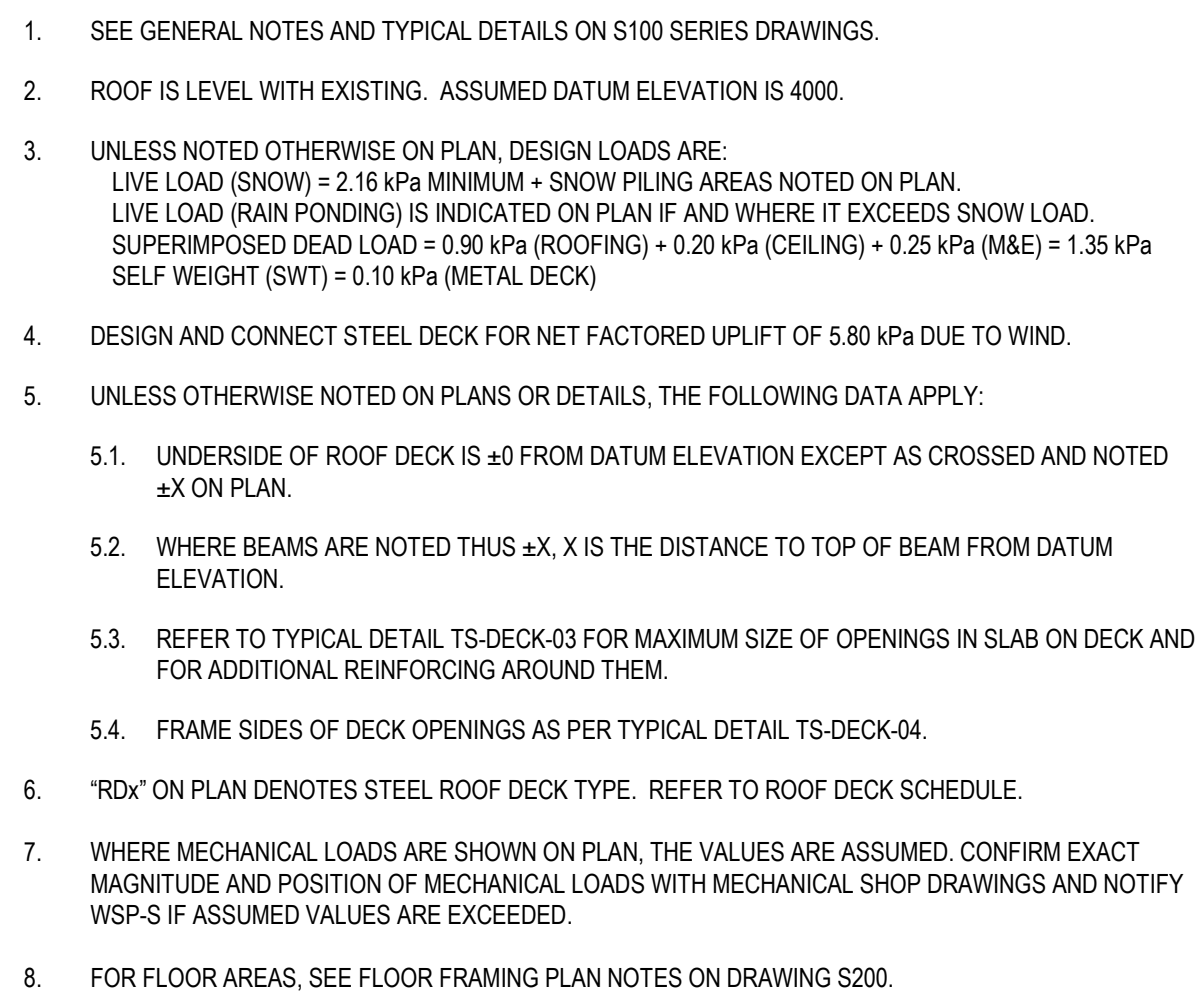 1. SEE GENERAL NOTES AND TYPICAL DETAILS ON S100 SERIES DRAWINGS.
2. ROOF IS LEVEL WITH EXISTING. ASSUMED DATUM ELEVATION IS 4000.
3. UNLESS NOTED OTHERWISE ON PLAN, DESIGN LOADS ARE:
LIVE LOAD (SNOW) = 2.16 kPa MINIMUM + SNOW PILING AREAS NOTED ON PLAN.
LIVE LOAD (RAIN PONDING) IS INDICATED ON PLAN IF AND WHERE IT EXCEEDS SNOW LOAD.
SUPERIMPOSED DEAD LOAD = 0.90 kPa (ROOFING) + 0.20 kPa (CEILING) + 0.25 kPa (M&E) = 1.35 kPa
SELF WEIGHT (SWT) = 0.10 kPa (METAL DECK)
4. DESIGN AND CONNECT STEEL DECK FOR NET FACTORED UPLIFT OF 5.80 kPa DUE TO WIND.
5. UNLESS OTHERWISE NOTED ON PLANS OR DETAILS, THE FOLLOWING DATA APPLY:
5.1. UNDERSIDE OF ROOF DECK IS ±0 FROM DATUM ELEVATION EXCEPT AS CROSSED AND NOTED
±X ON PLAN.
5.2. WHERE BEAMS ARE NOTED THUS ±X, X IS THE DISTANCE TO TOP OF BEAM FROM DATUM
ELEVATION.
5.3. REFER TO TYPICAL DETAIL TS-DECK-03 FOR MAXIMUM SIZE OF OPENINGS IN SLAB ON DECK AND
FOR ADDITIONAL REINFORCING AROUND THEM.
5.4. FRAME SIDES OF DECK OPENINGS AS PER TYPICAL DETAIL TS-DECK-04.
6. “RDx” ON PLAN DENOTES STEEL ROOF DECK TYPE. REFER TO ROOF DECK SCHEDULE.
7. WHERE MECHANICAL LOADS ARE SHOWN ON PLAN, THE VALUES ARE ASSUMED. CONFIRM EXACT
MAGNITUDE AND POSITION OF MECHANICAL LOADS WITH MECHANICAL SHOP DRAWINGS AND NOTIFY
WSP-S IF ASSUMED VALUES ARE EXCEEDED.
8. FOR FLOOR AREAS, SEE FLOOR FRAMING PLAN NOTES ON DRAWING S200.